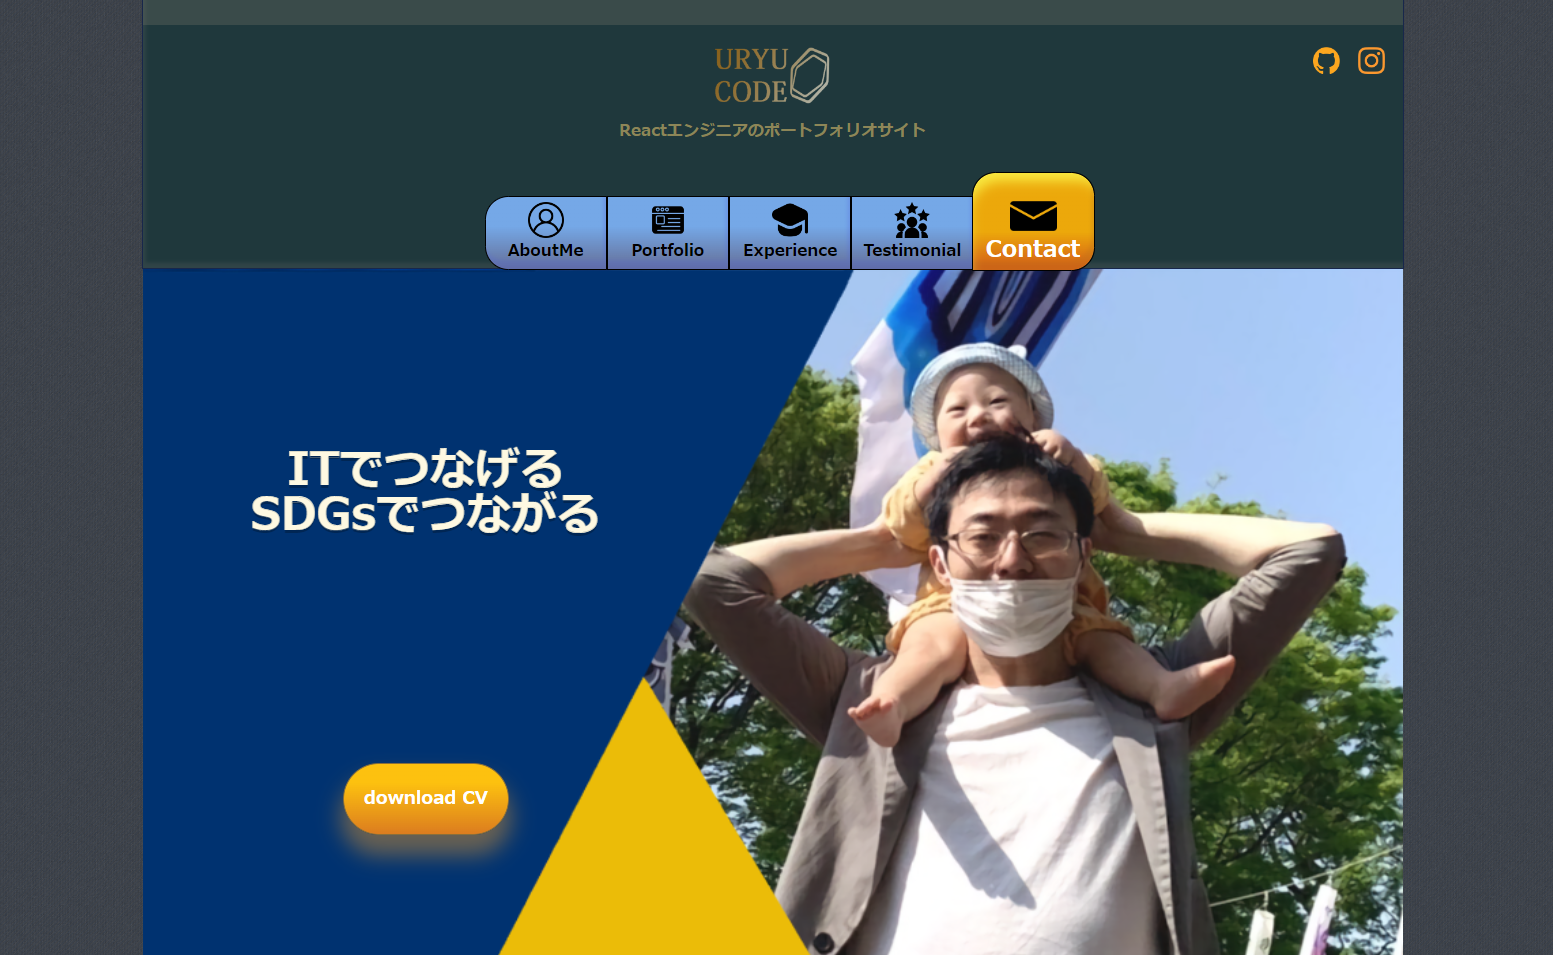 URYU
CODE
Reactエンジニアのポートフォリオサイト
AboutMe
Portfolio
Experience
Testimonial
Contact
ITでつなげる
SDGsでつながる
download CV